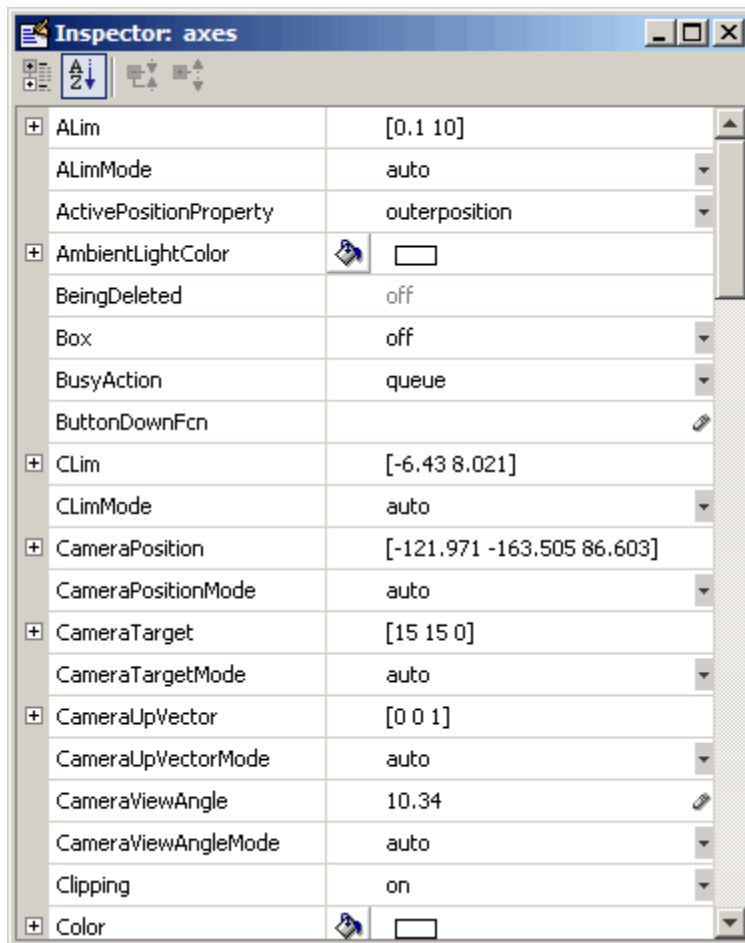 Inspector: axes
A
Z
ALim [0.1 10]
ALimMode auto
ActivePositionProperty outerposition
AmbientLightColor
BeingDeleted off
Box off
BusyAction queue
ButtonDownFcn
CLim [-6.43 8.021]
CLimMode auto
CameraPosition [-121.971 -163.505 86.603]
CameraPositionMode auto
CameraTarget [15 15 0]
CameraTargetMode auto
CameraUpVector [0 0 1]
CameraUpVectorMode auto
CameraViewAngle 10.34
CameraViewAngleMode auto
Clipping on
Color